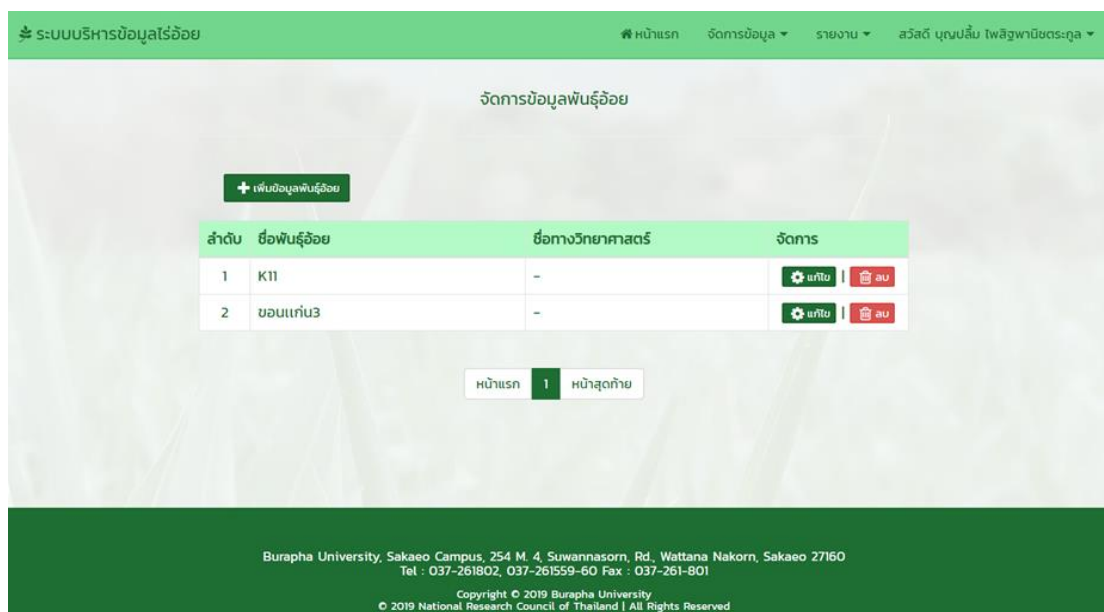 ระบบบริหารข้อมูลไร่อ้อย หน้าแรก จัดการข้อมูล รายงาน สวัสดี บุญปลื้ม ไพสิฐพานิชตระกูล
จัดการข้อมูลพันธุ์อ้อย
เพิ่มข้อมูลพันธุ์อ้อย
ลำดับ ชื่อพันธุ์อ้อย ชื่อทางวิทยาศาสตร์ จัดการ
1 K11 - แก้ไข | ลบ
2 ขอนแก่น3 - แก้ไข | ลบ
หน้าแรก 1 หน้าสุดท้าย
Burapha University, Sakaeo Campus, 254 M. 4, Suwannasorn, Rd., Wattana Nakorn, Sakaeo 27160
Tel : 037-261802, 037-261559-60 Fax : 037-261-801
Copyright © 2019 Burapha University
© 2019 National Research Council of Thailand | All Rights Reserved